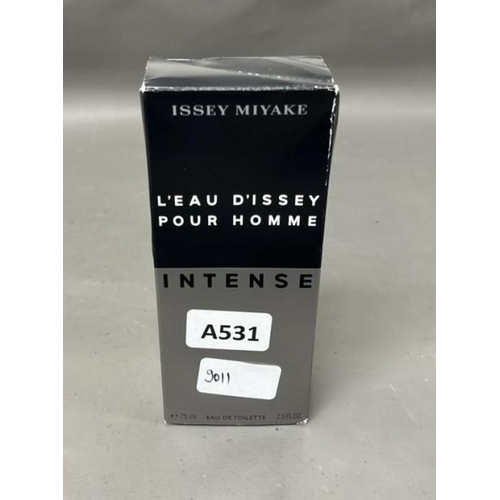 ISSEY MIYAKE
L'EAU D'ISSEY
POUR HOMME
INTENSE
A531
9011
75 ml EAU DE TOILETTE 2.5 FL.OZ.